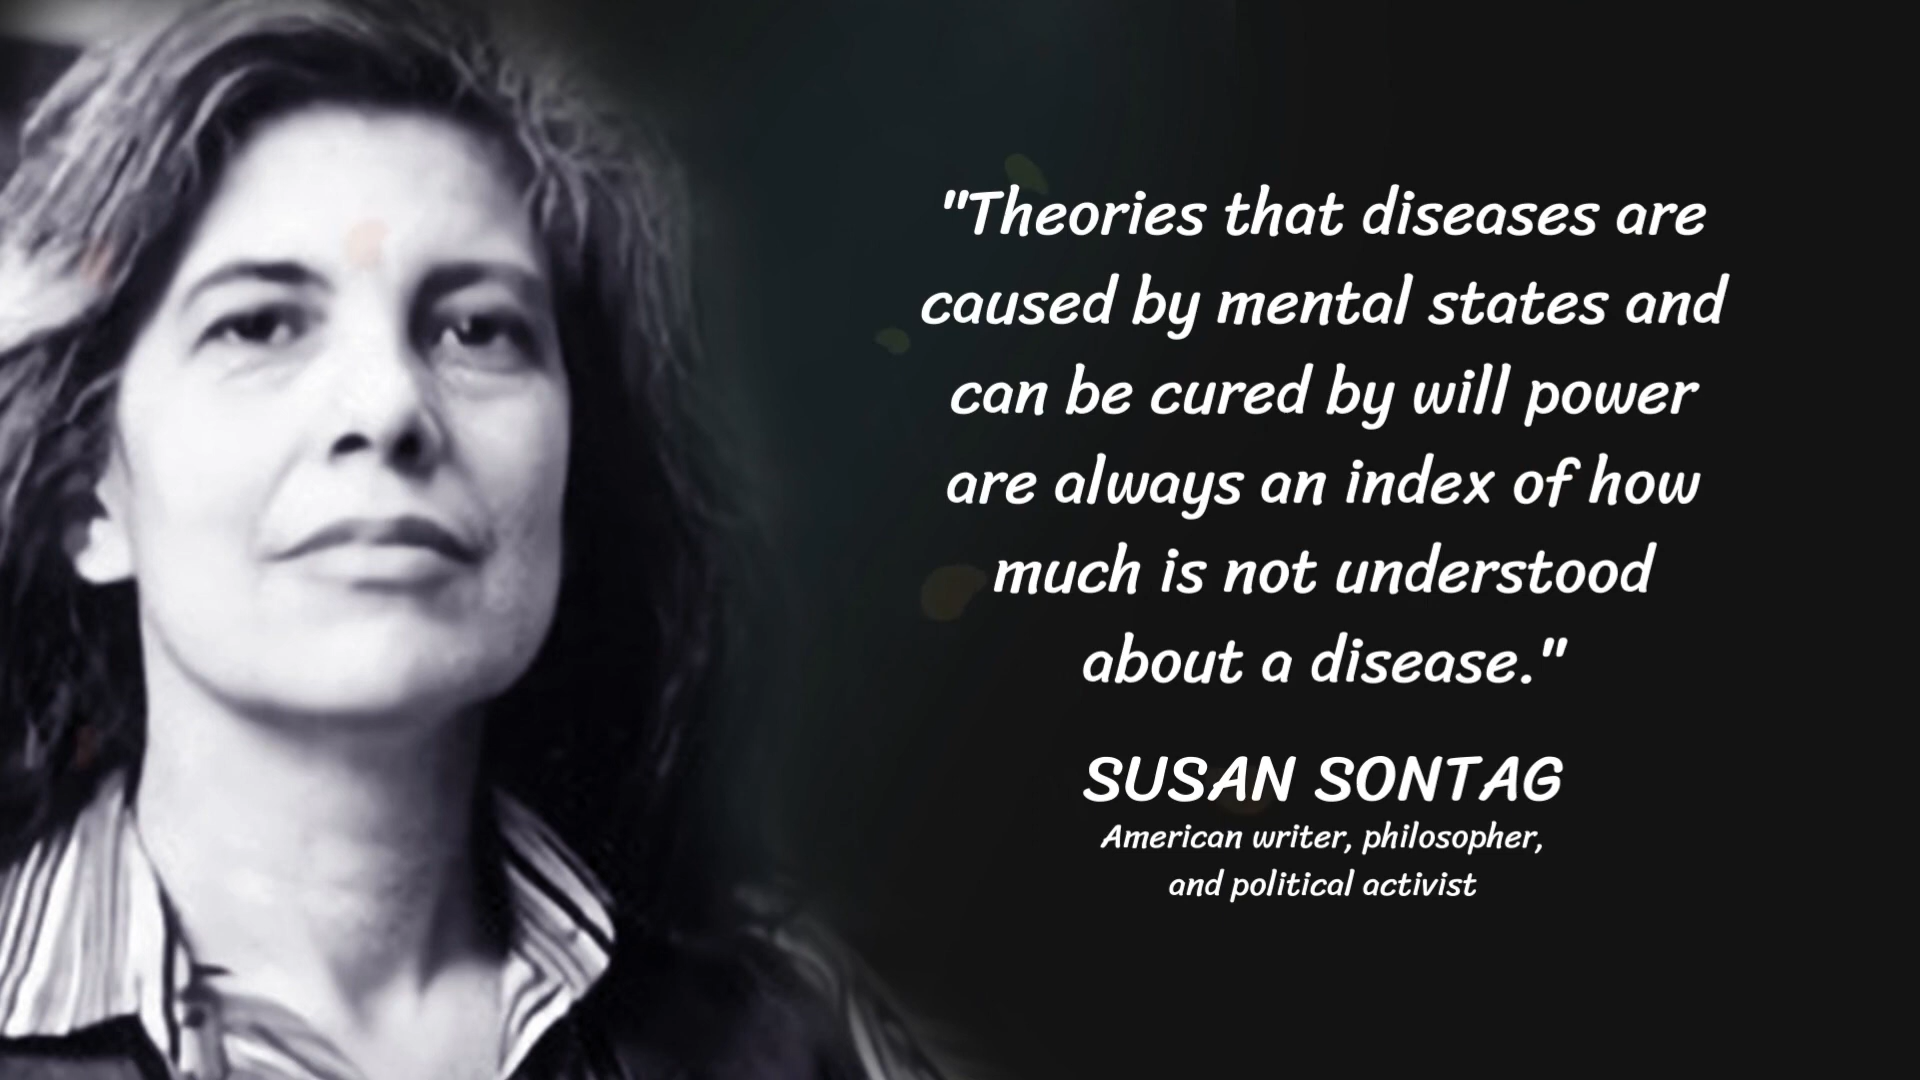 "Theories that diseases are
caused by mental states and
can be cured by will power
are always an index of how
much is not understood
about a disease."
SUSAN SONTAG
American writer, philosopher,
and political activist